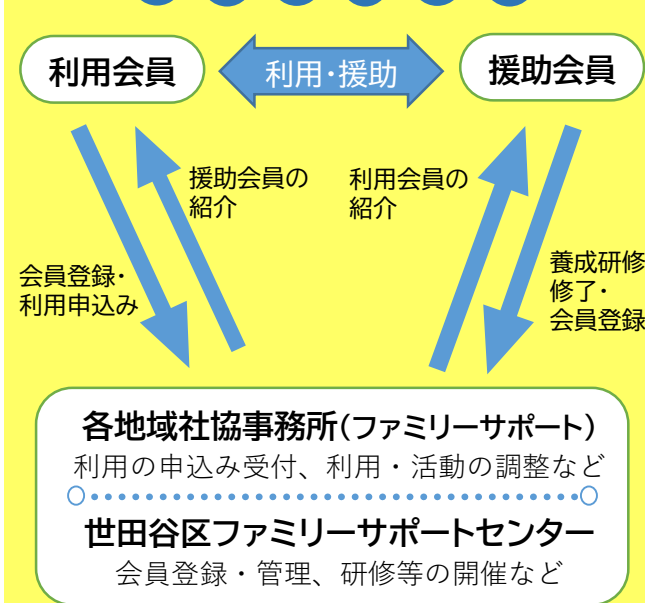 利用会員
利用・援助
援助会員
援助会員の
紹介
利用会員の
紹介
会員登録・
利用申込み
養成研修
修了・
会員登録
各地域社協事務所(ファミリーサポート)
利用の申込み受付、利用・活動の調整など
世田谷区ファミリーサポートセンター
会員登録・管理、研修等の開催など